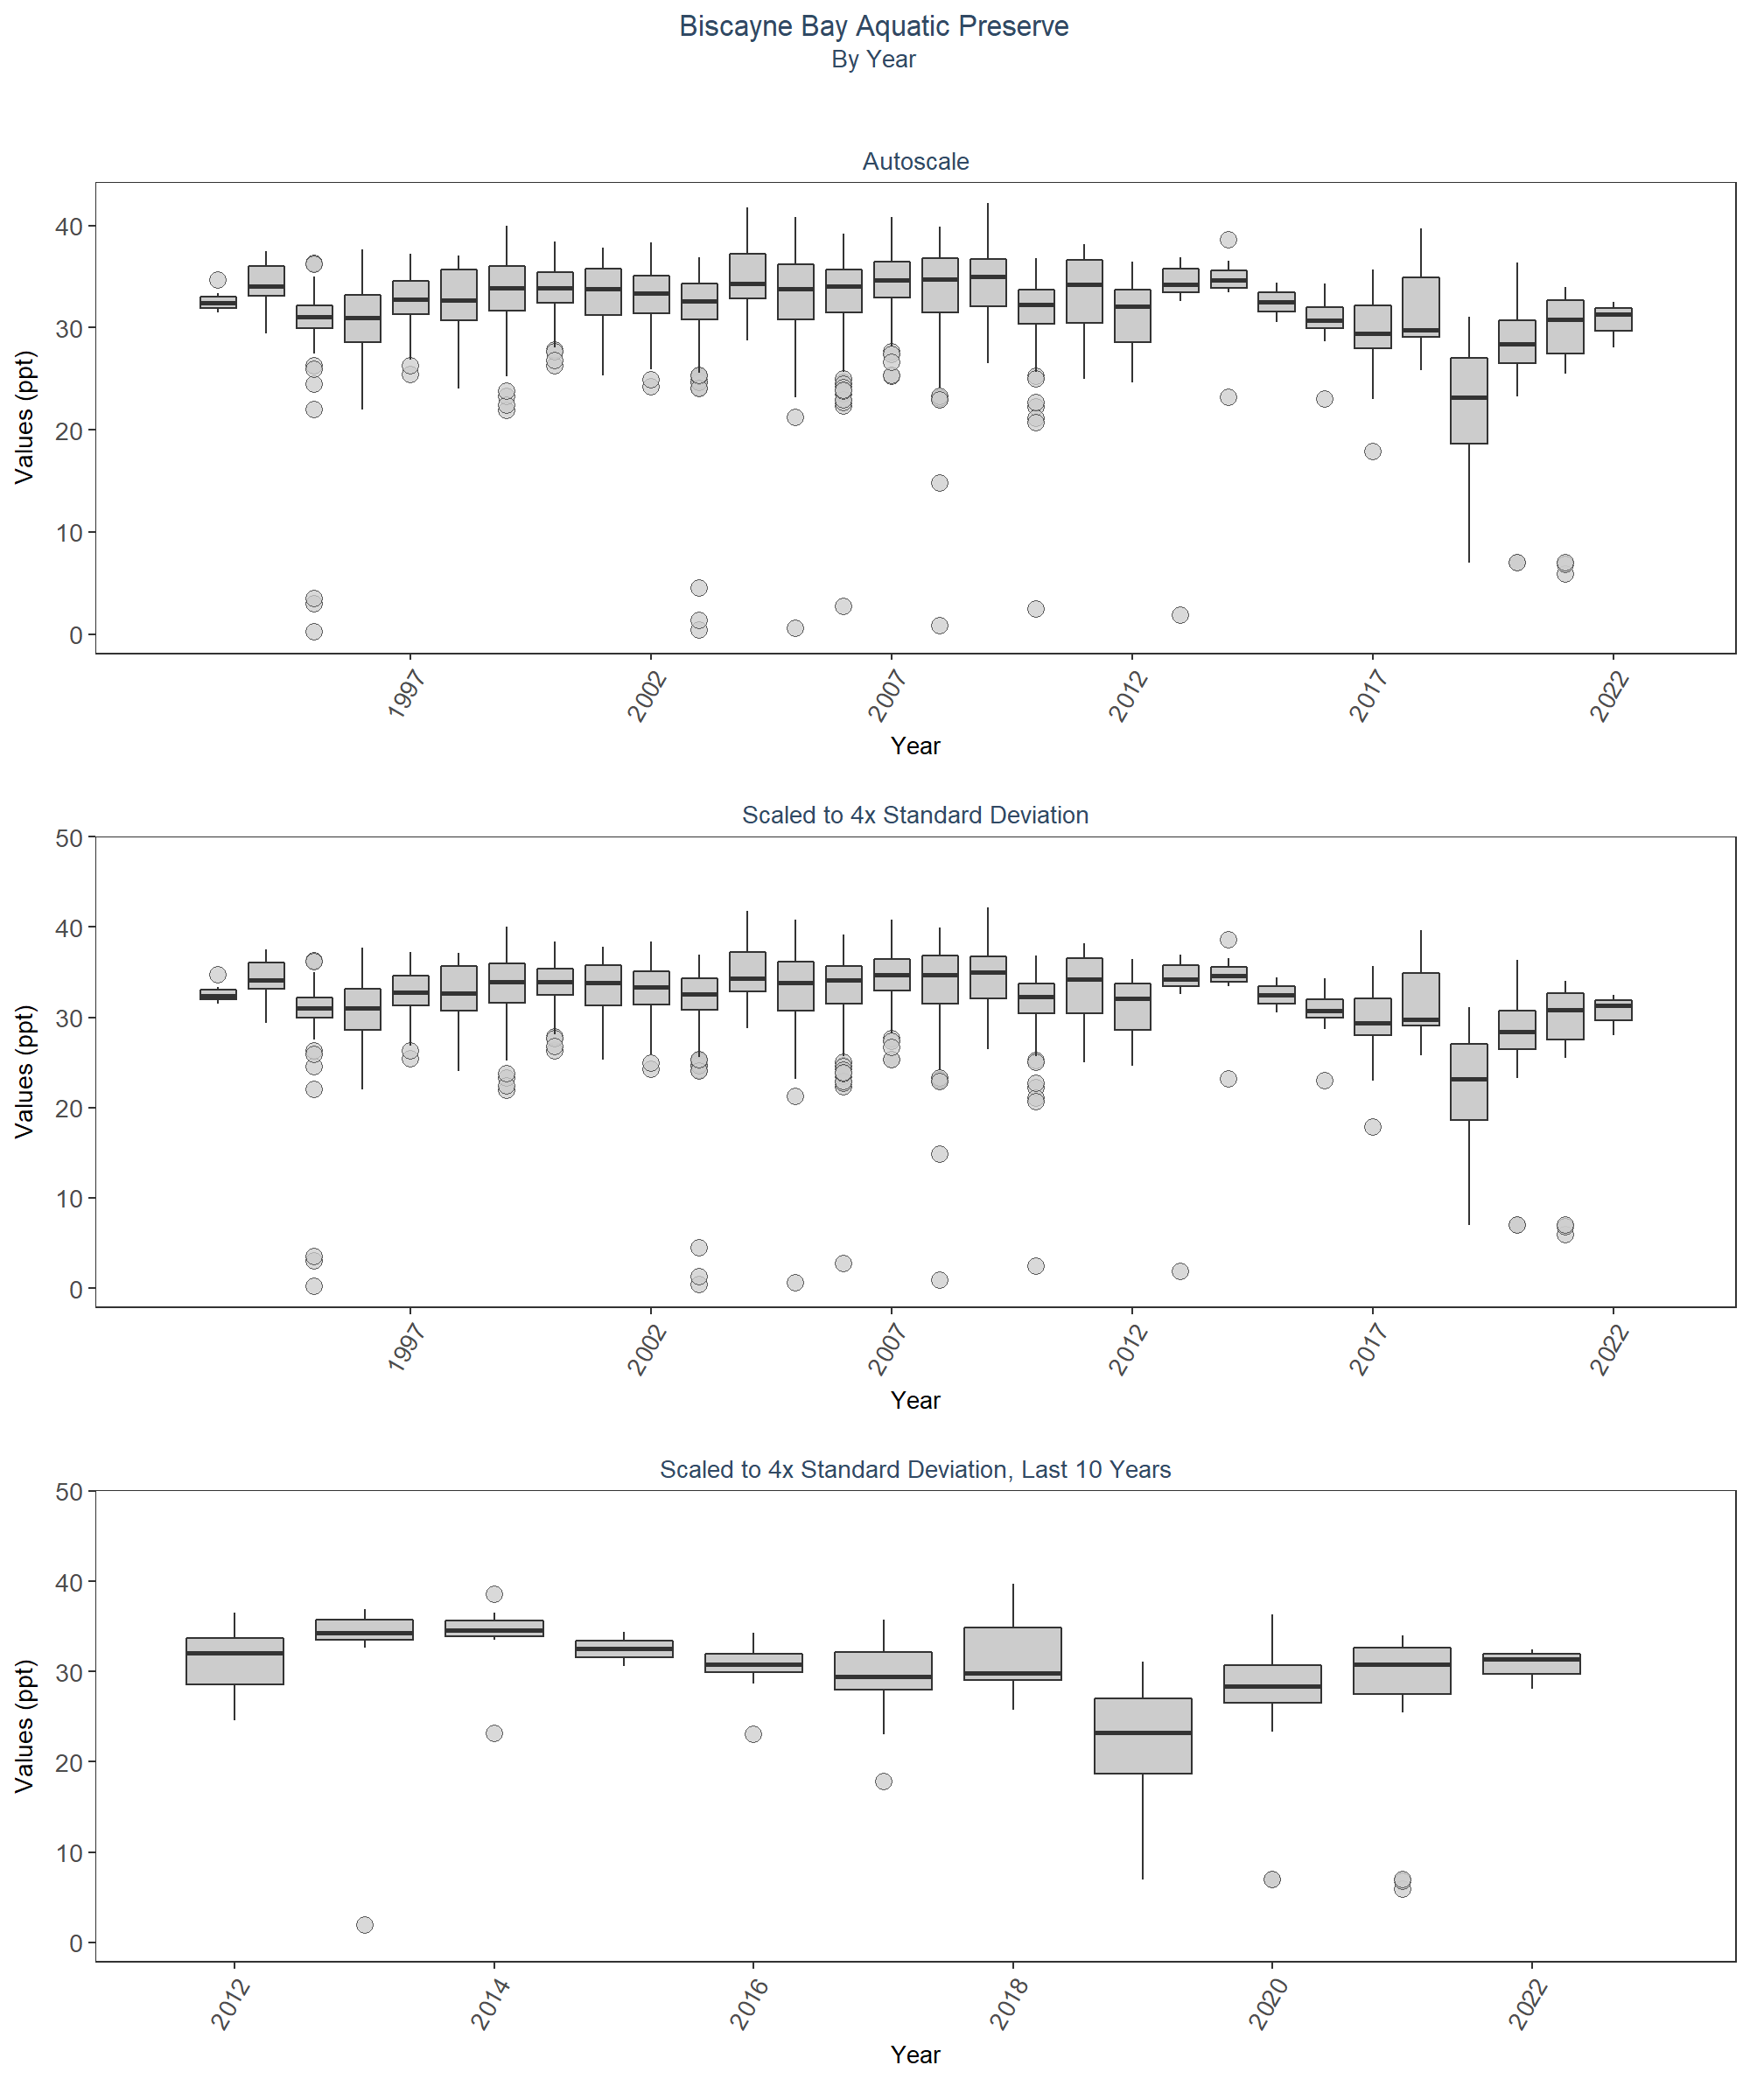 Biscayne Bay Aquatic Preserve
By Year
Autoscale
Values (ppt)
40
30
20
10
0
1997 2002 2007 2012 2017 2022
Year
Scaled to 4x Standard Deviation
Values (ppt)
50
40
30
20
10
0
1997 2002 2007 2012 2017 2022
Year
Scaled to 4x Standard Deviation, Last 10 Years
Values (ppt)
50
40
30
20
10
0
2012 2014 2016 2018 2020 2022
Year